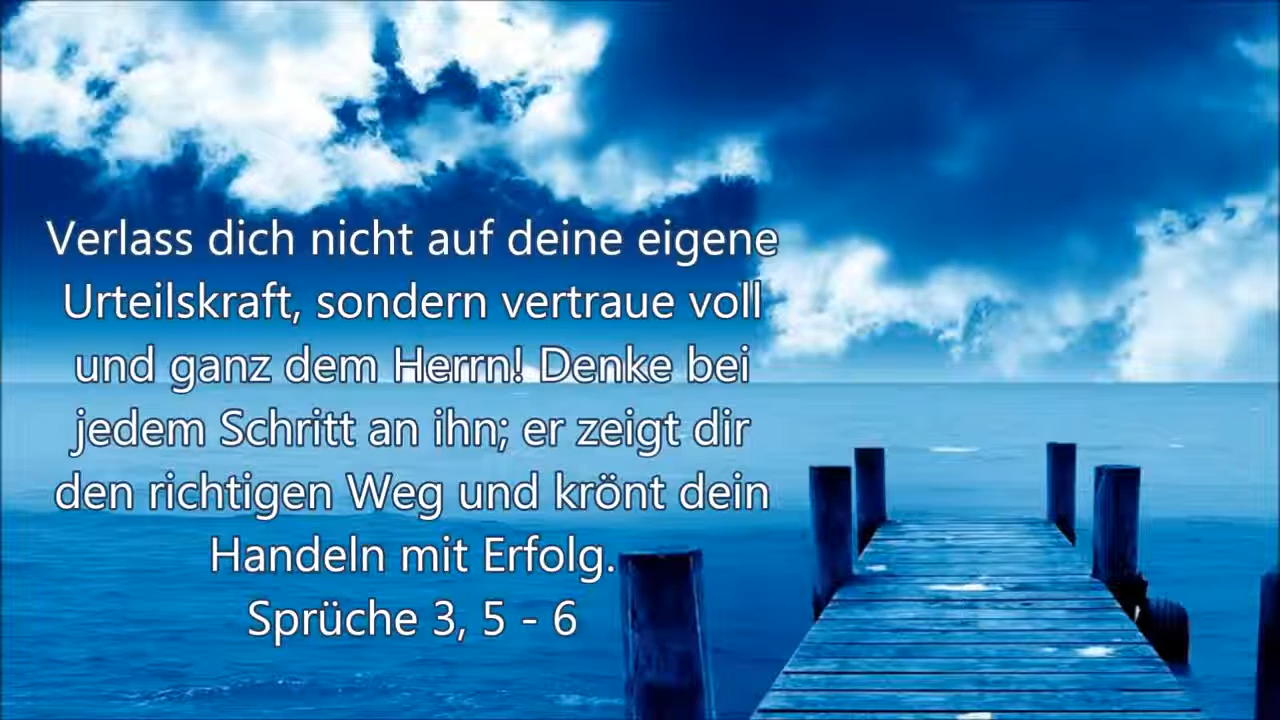 Verlass dich nicht auf deine eigene
Urteilskraft, sondern vertraue voll
und ganz dem Herrn! Denke bei
jedem Schritt an ihn; er zeigt dir
den richtigen Weg und krönt dein
Handeln mit Erfolg.
Sprüche 3, 5 - 6